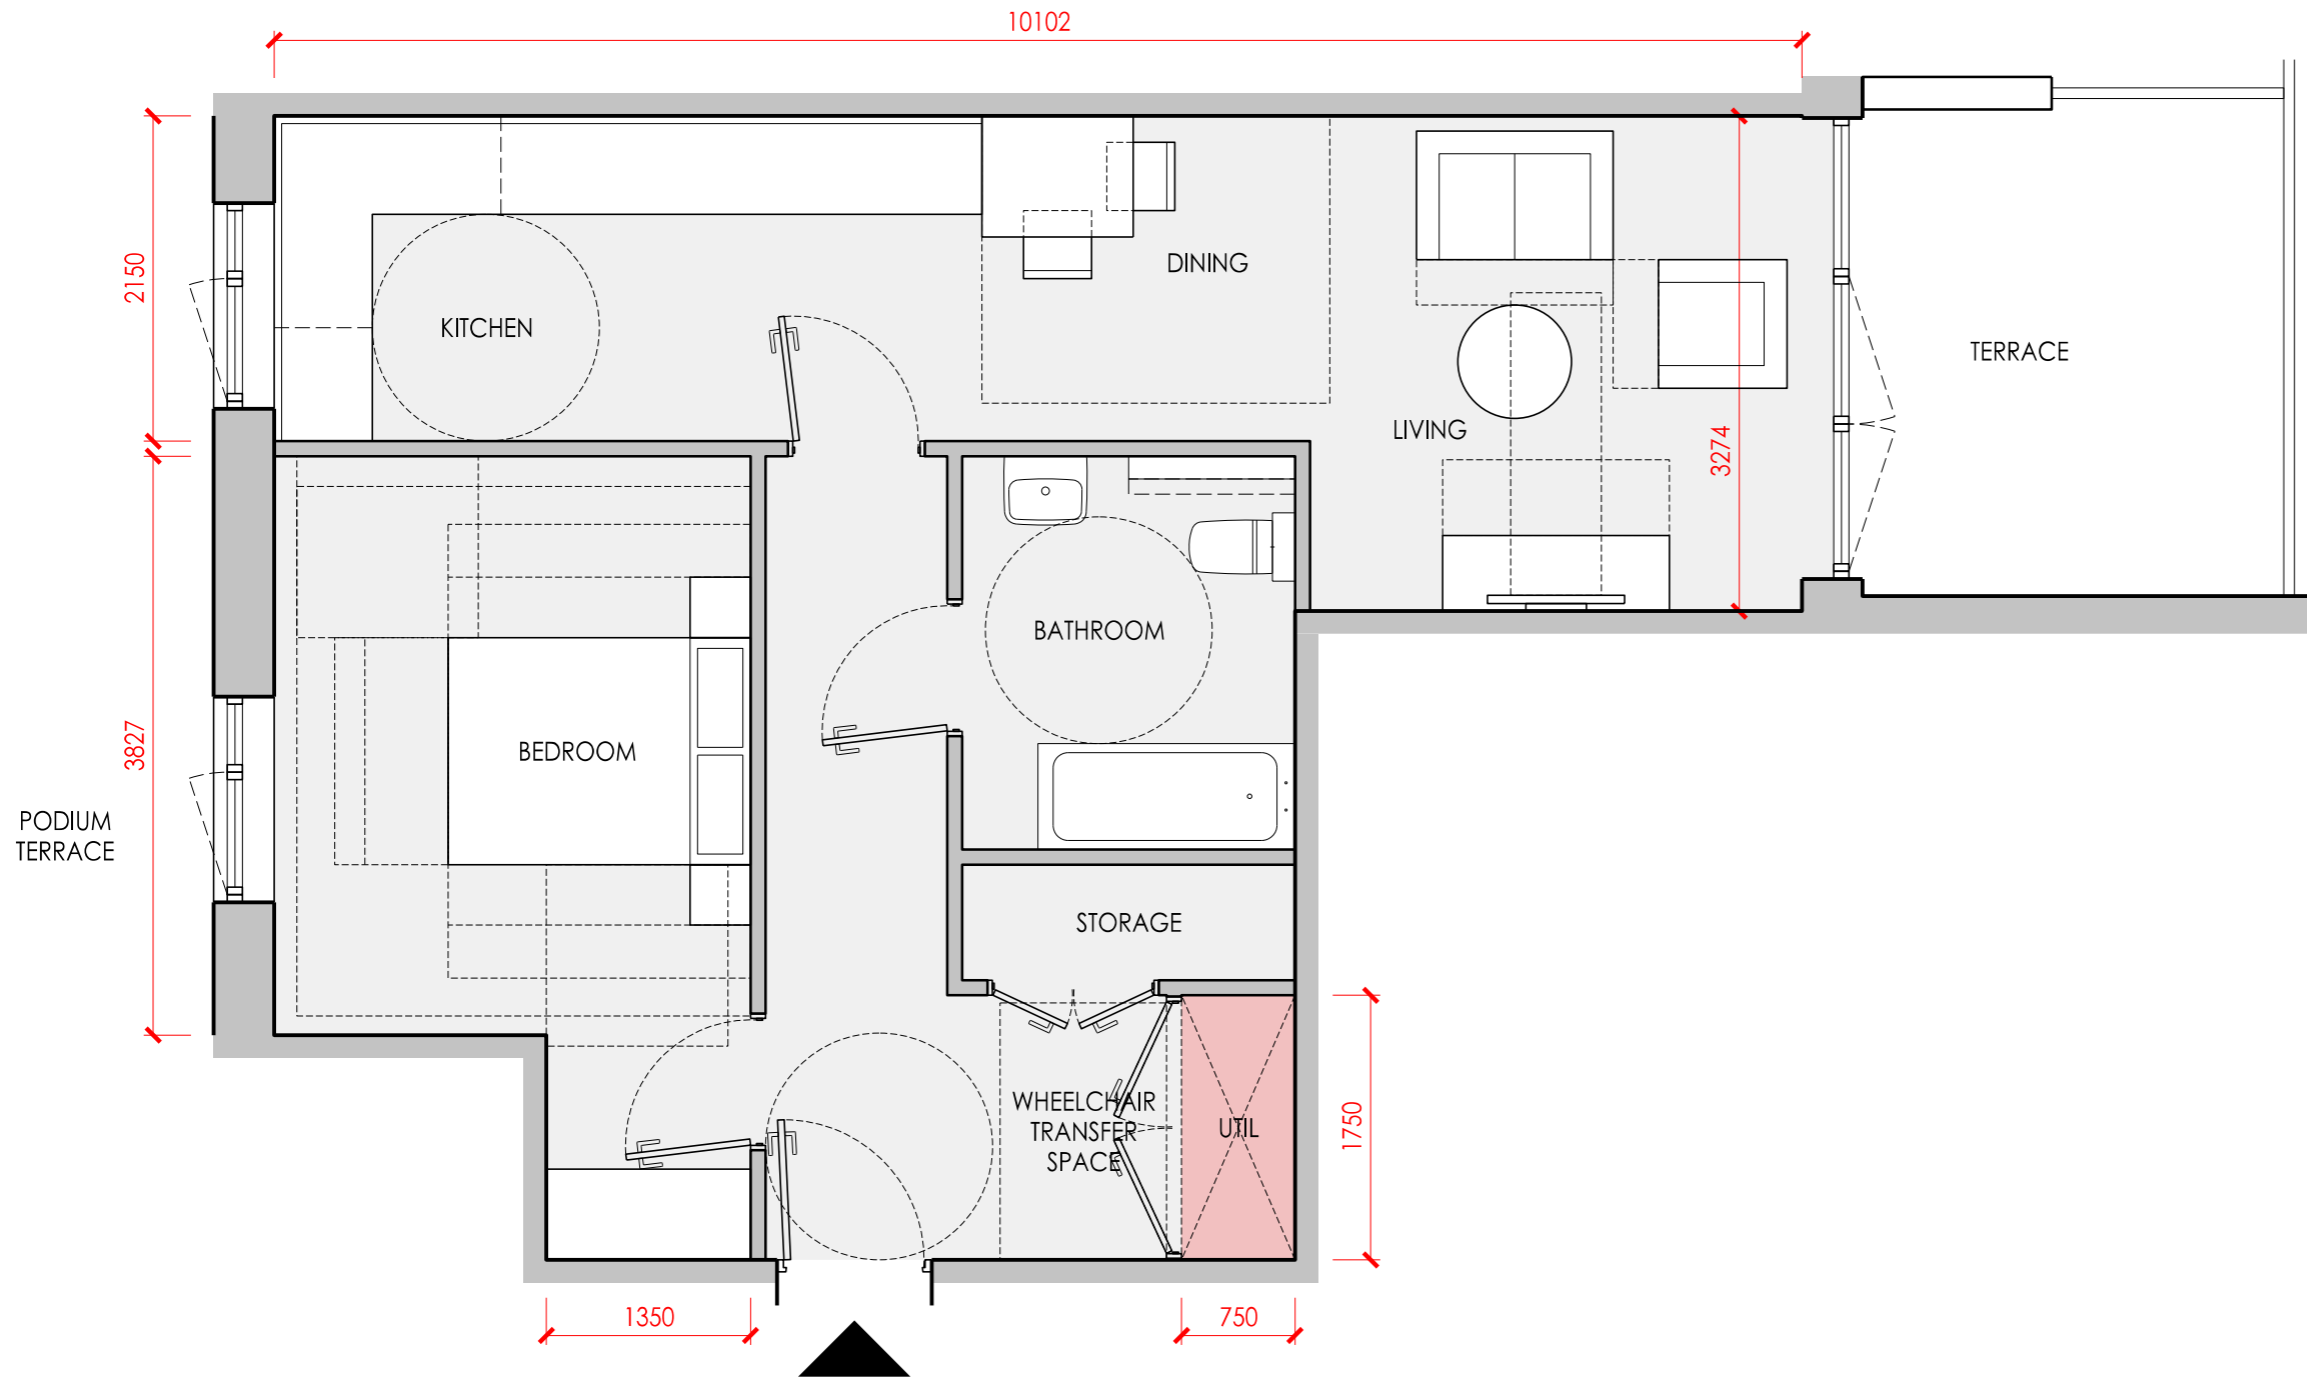 10102
2150
KITCHEN
DINING
TERRACE
LIVING
3274
3827
BATHROOM
BEDROOM
PODIUM
TERRACE
STORAGE
WHEELCHAIR
TRANSFER
SPACE
UTIL
1750
1350
750